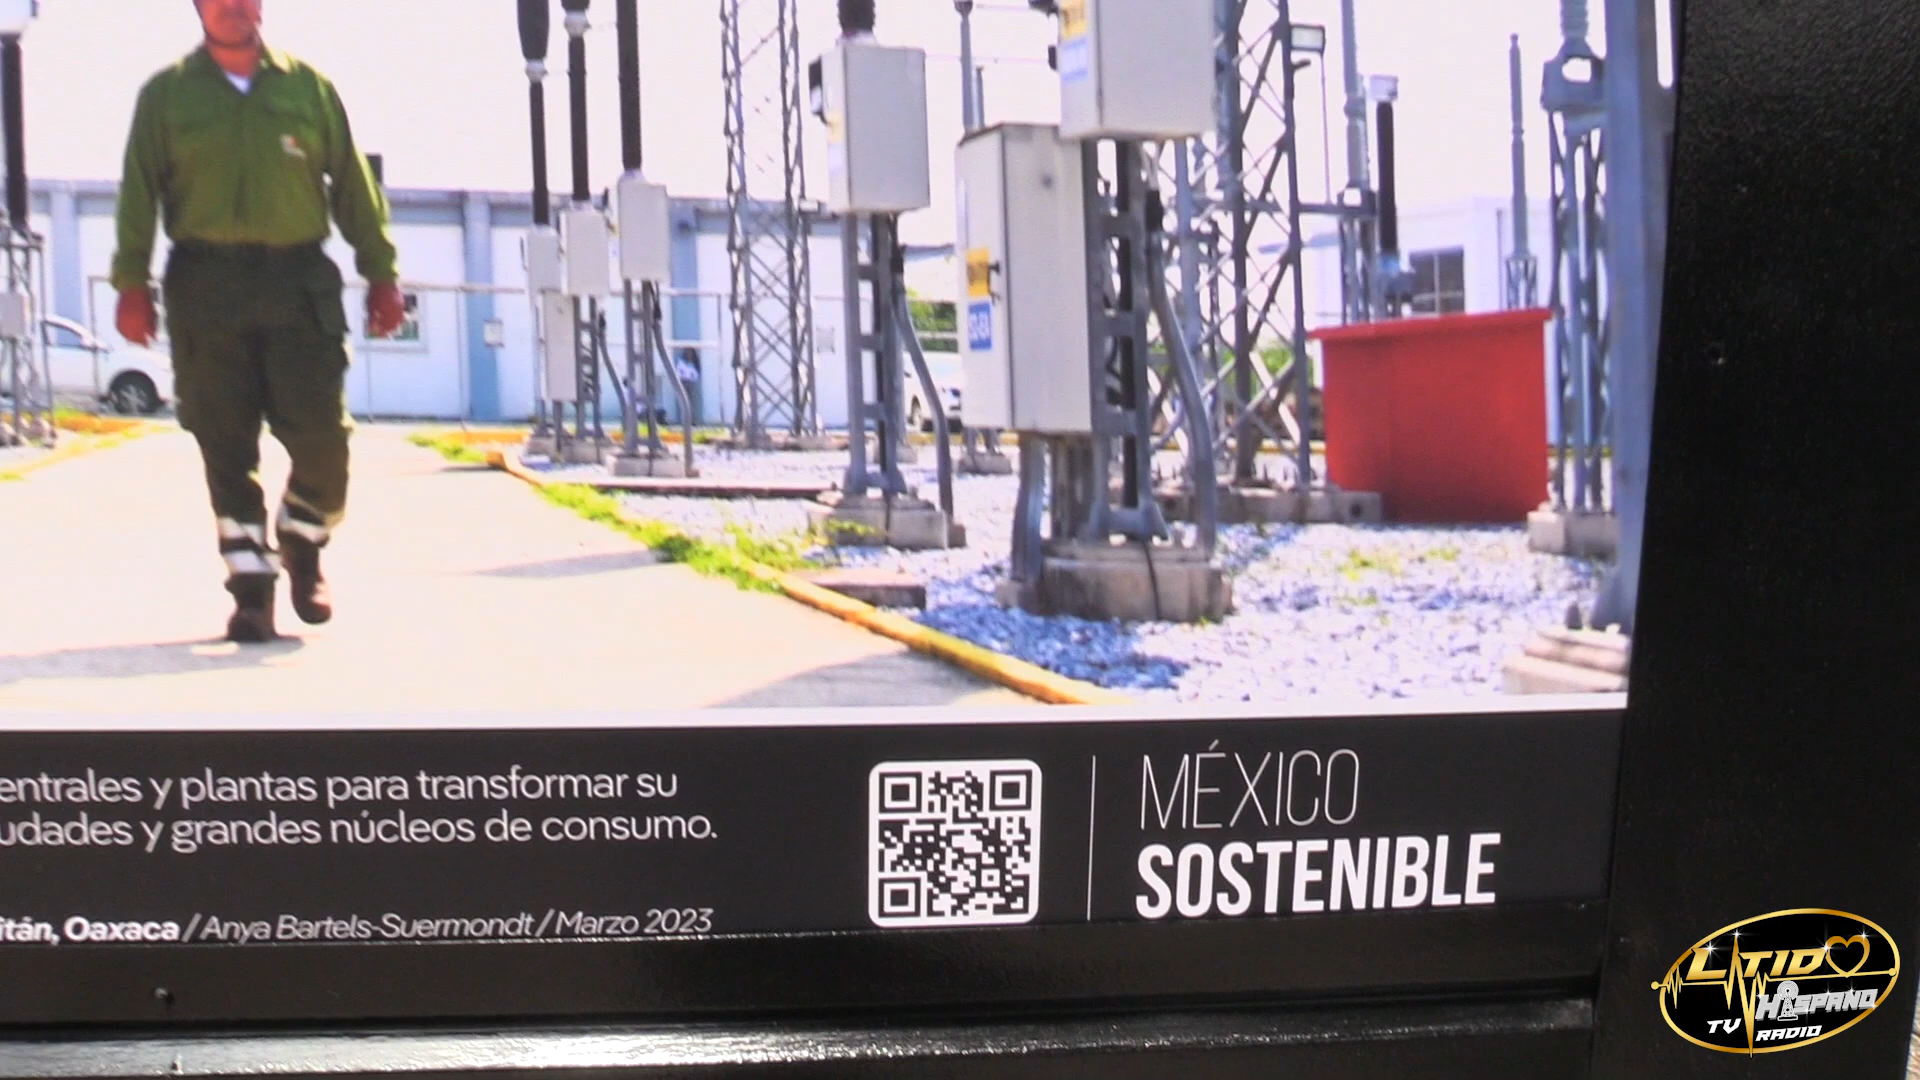 entrales y plantas para transformar su
udades y grandes núcleos de consumo.
itán, Oaxaca / Anya Bartels-Suermondt / Marzo 2023
MÉXICO
SOSTENIBLE
LATIDO
HISPANO
TV RADIO